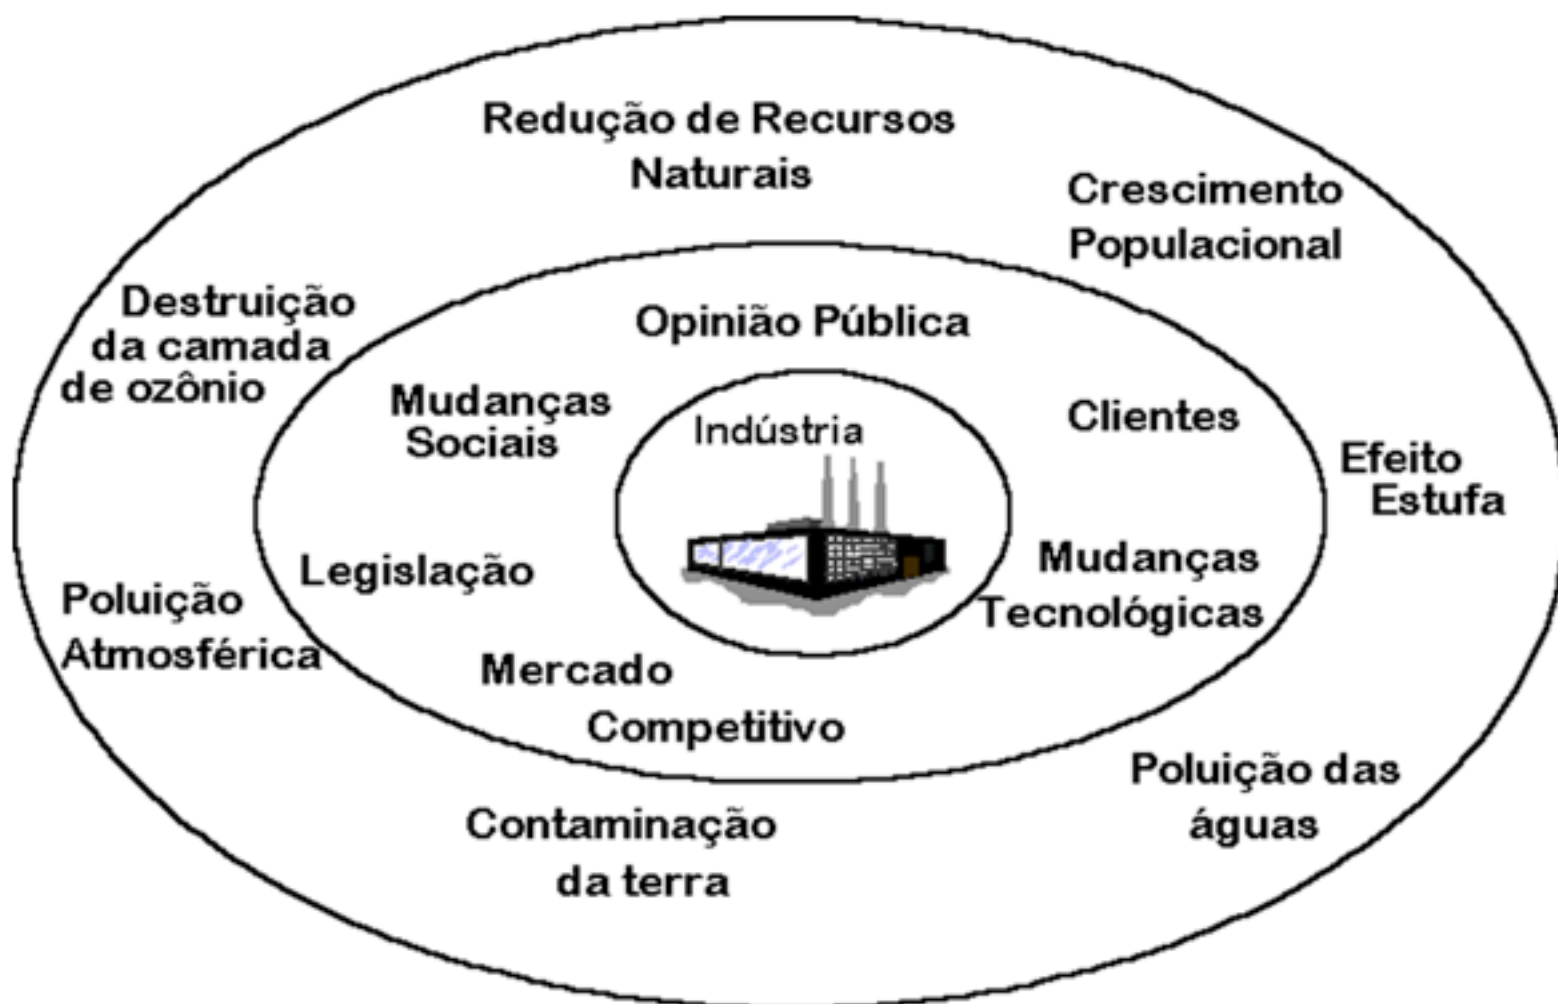 Redução de Recursos
Naturais
Crescimento
Populacional
Destruição
da camada
de ozônio
Opinião Pública
Mudanças
Sociais
Indústria
Clientes
Efeito
Estufa
Legislação
Mudanças
Tecnológicas
Poluição
Atmosférica
Mercado
Competitivo
Poluição das
águas
Contaminação
da terra